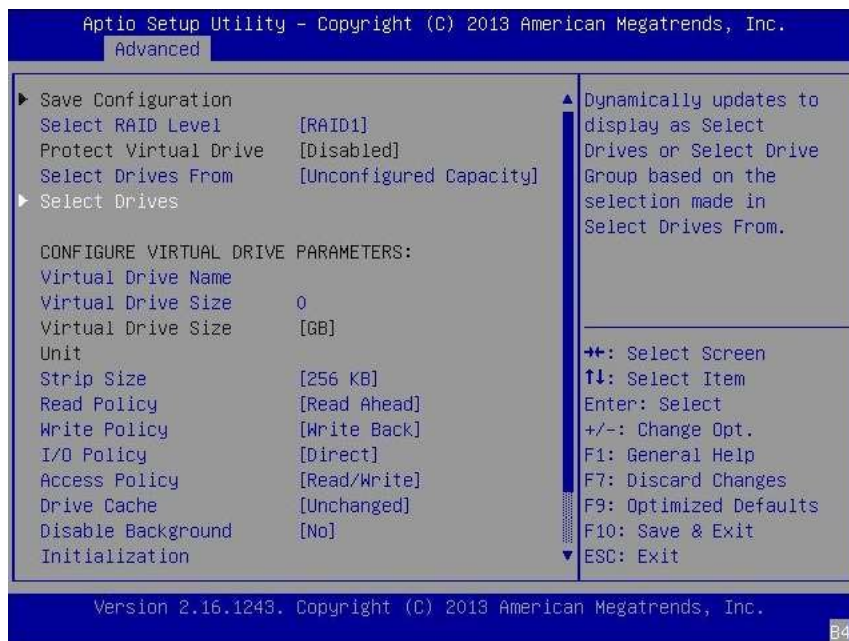 Aptio Setup Utility – Copyright (C) 2013 American Megatrends, Inc.
Advanced
Save Configuration
Select RAID Level [RAID1]
Protect Virtual Drive [Disabled]
Select Drives From [Unconfigured Capacity]
Select Drives
CONFIGURE VIRTUAL DRIVE PARAMETERS:
Virtual Drive Name
Virtual Drive Size 0
Virtual Drive Size [GB]
Unit
Strip Size [256 KB]
Read Policy [Read Ahead]
Write Policy [Write Back]
I/O Policy [Direct]
Access Policy [Read/Write]
Drive Cache [Unchanged]
Disable Background [No]
Initialization
Dynamically updates to
display as Select
Drives or Select Drive
Group based on the
selection made in
Select Drives From.
→←: Select Screen
↑↓: Select Item
Enter: Select
+/-: Change Opt.
F1: General Help
F7: Discard Changes
F9: Optimized Defaults
F10: Save & Exit
ESC: Exit
Version 2.16.1243. Copyright (C) 2013 American Megatrends, Inc.
B4